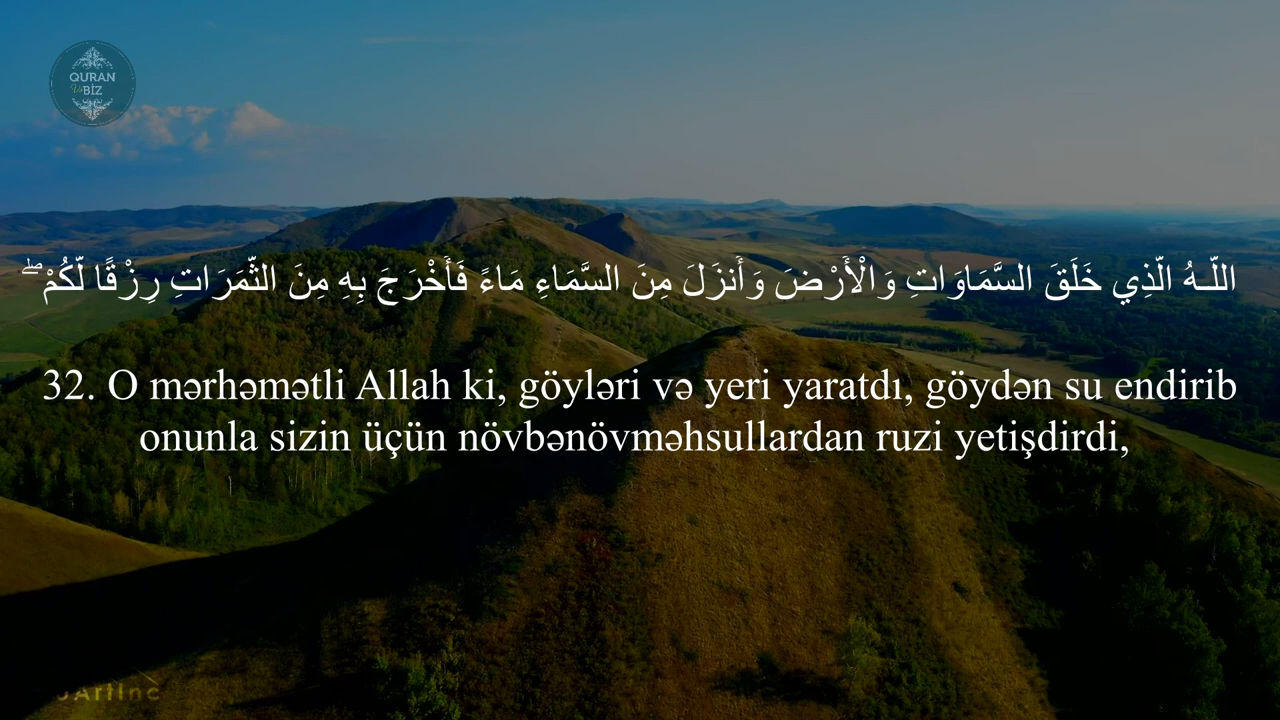 QURAN
Və BİZ
اللَّـهُ الَّذِي خَلَقَ السَّمَاوَاتِ وَالْأَرْضَ وَأَنزَلَ مِنَ السَّمَاءِ مَاءً فَأَخْرَجَ بِهِ مِنَ الثَّمَرَاتِ رِزْقًا لَّكُمْ ۖ
32. O mərhəmətli Allah ki, göyləri və yeri yaratdı, göydən su endirib
onunla sizin üçün növbənövməhsullardan ruzi yetişdirdi,